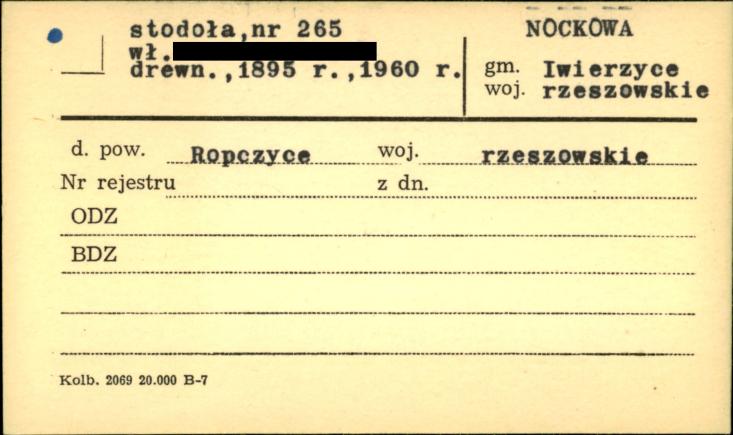 stodoła,nr 265
wł.
drewn.,1895 r.,1960 r.
NOCKOWA
gm. Iwierzyce
woj. rzeszowskie
d. pow. Ropczyce woj. rzeszowskie
Nr rejestru z dn.
ODZ
BDZ
Kolb. 2069 20.000 B-7